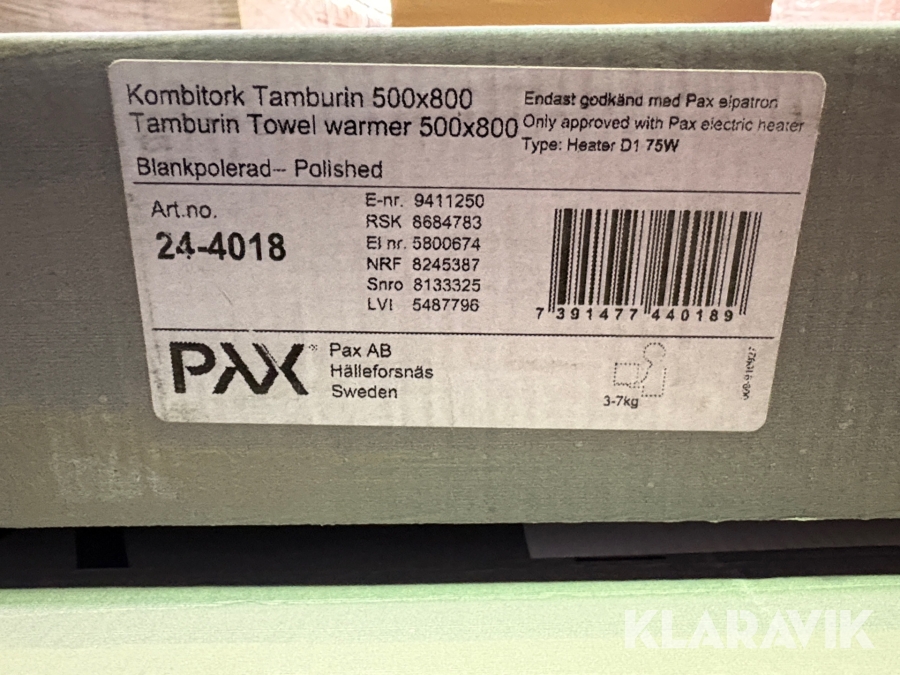 Kombitork Tamburin 500x800
Tamburin Towel warmer 500x800
Endast godkänd med Pax elpatron
Only approved with Pax electric heater
Type: Heater D1 75W
Blankpolerad-- Polished
Art.no.
24-4018
E-nr. 9411250
RSK 8684783
El nr. 5800674
NRF 8245387
Snro 8133325
LVI 5487796
7 391477 440189
PAX
Pax AB
Hälleforsnäs
Sweden
3-7kg
KLARAVIK